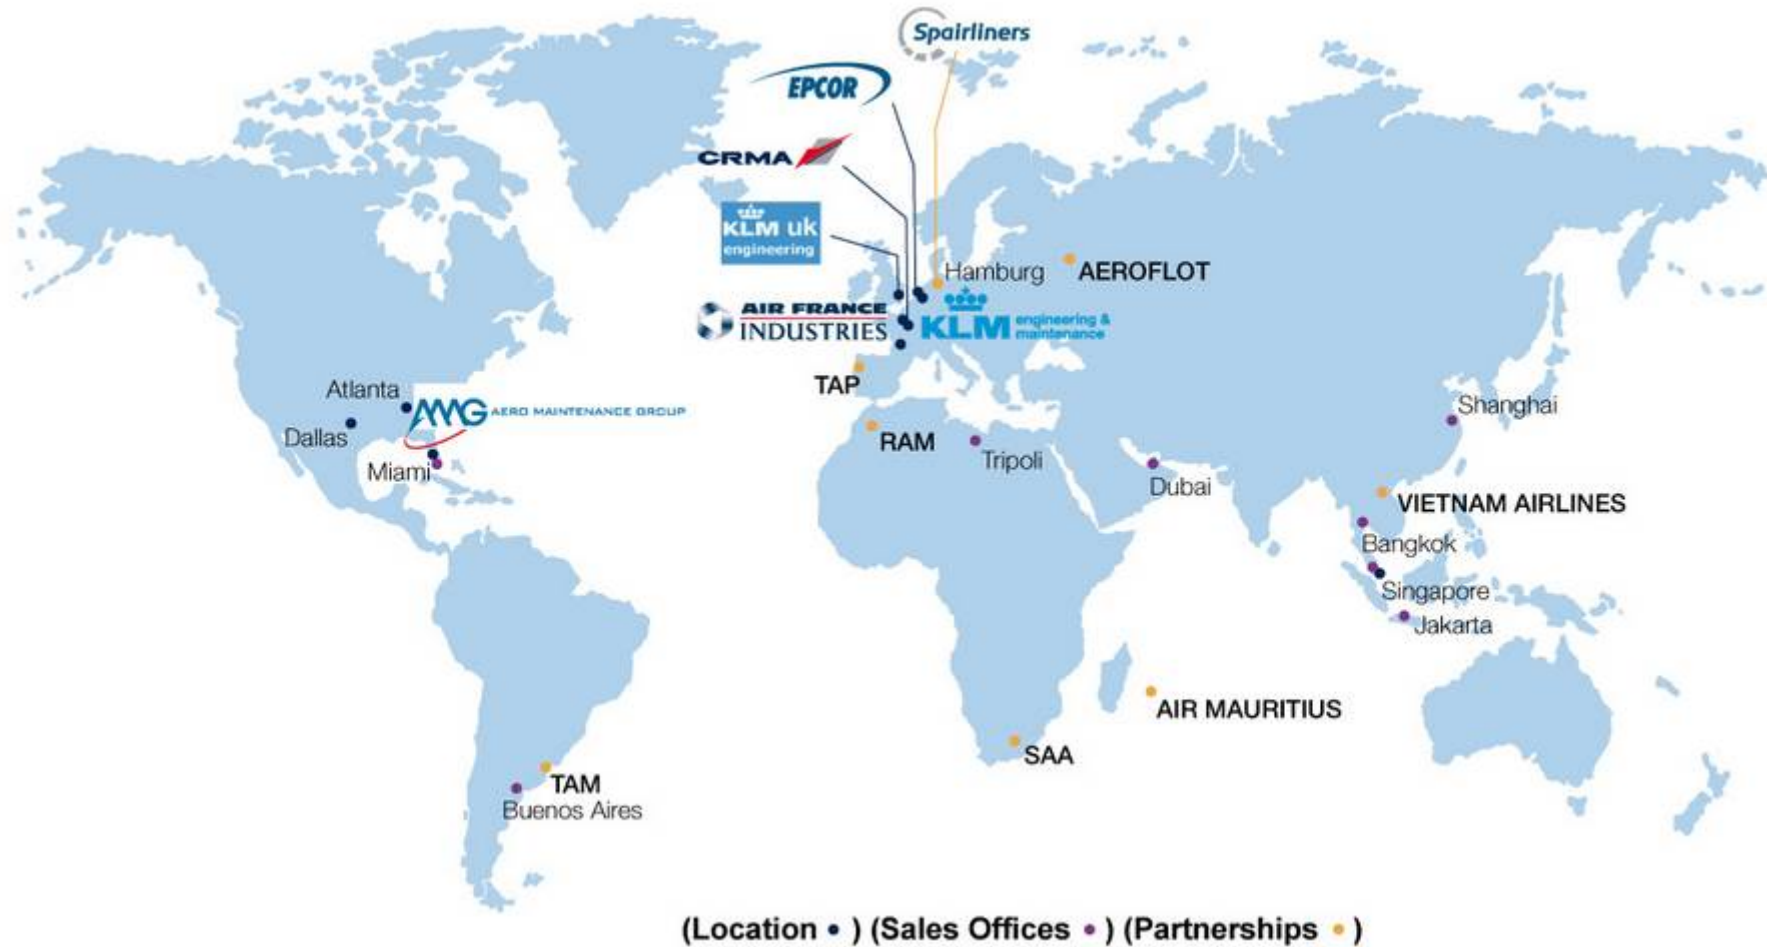 Spairliners
EPCOR
CRMA
KLM uk
engineering
Hamburg
AEROFLOT
AIR FRANCE
INDUSTRIES
KLM engineering &
maintenance
TAP
Atlanta
AMG AERO MAINTENANCE GROUP
Dallas
Miami
RAM
Tripoli
Dubai
Shanghai
VIETNAM AIRLINES
Bangkok
Singapore
Jakarta
AIR MAURITIUS
SAA
TAM
Buenos Aires
(Location • ) (Sales Offices • ) (Partnerships • )